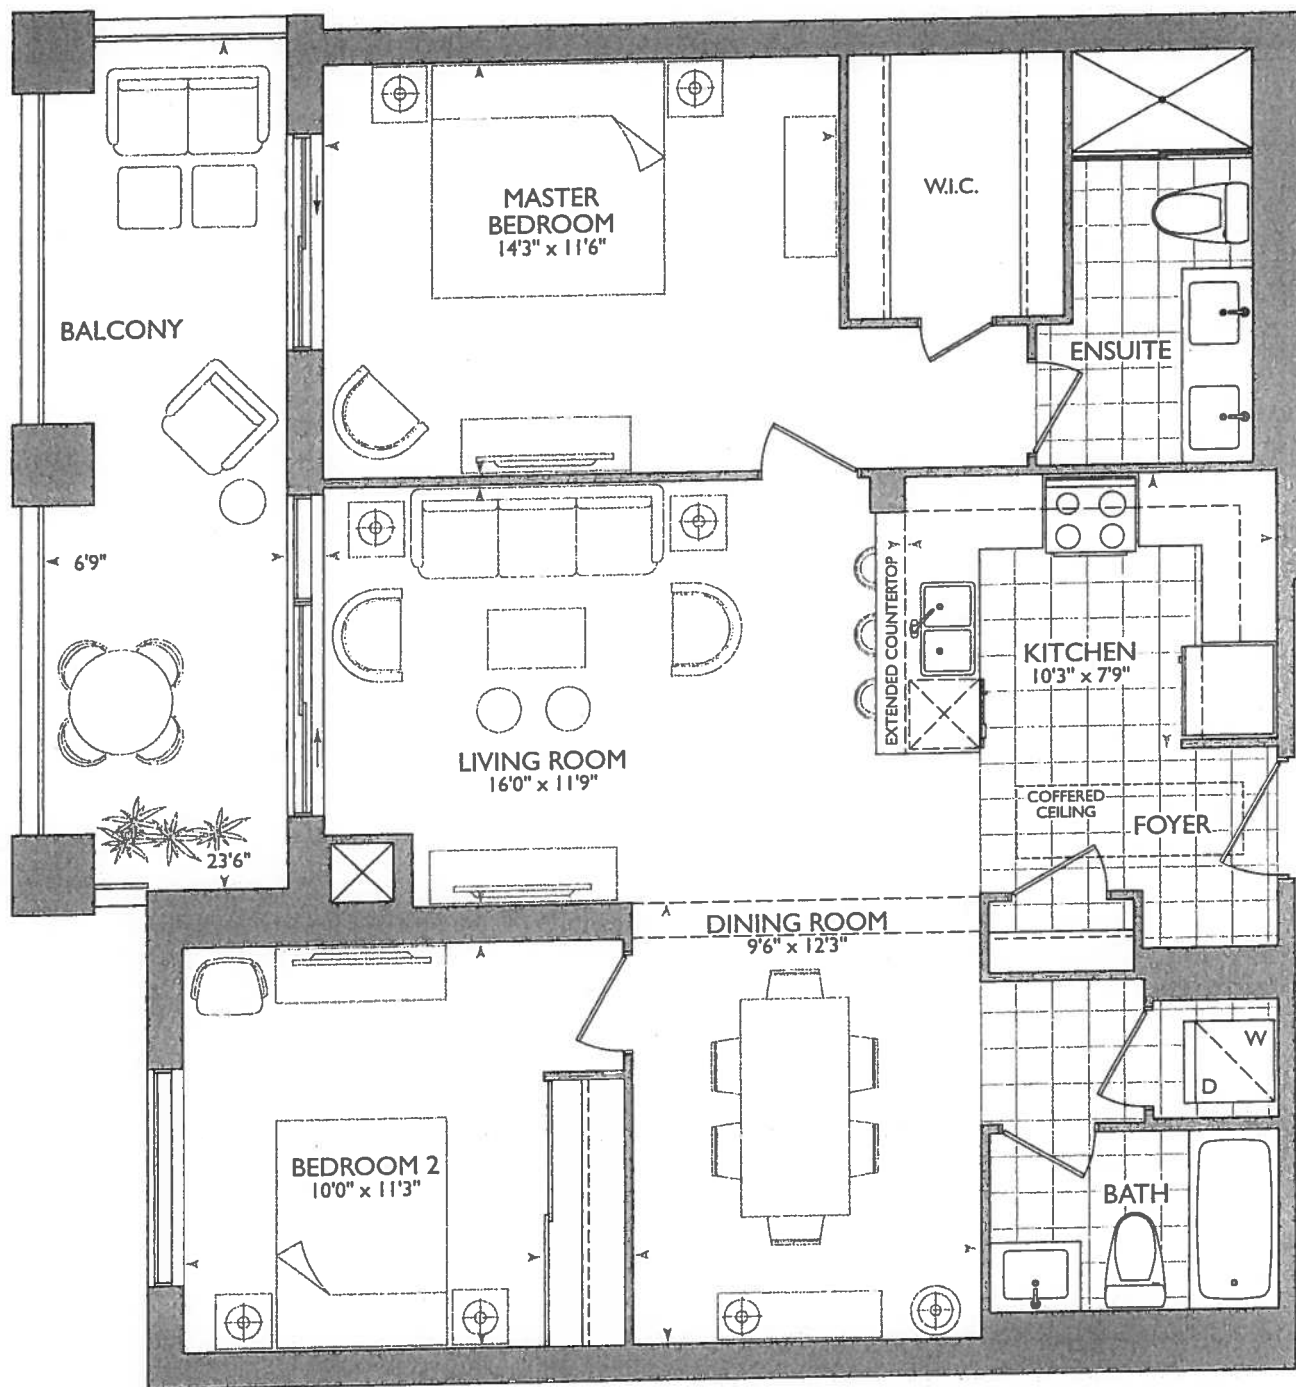 MASTER
BEDROOM
14'3" x 11'6"
W.I.C.
BALCONY
ENSUITE
6'9"
EXTENDED COUNTERTOP
KITCHEN
10'3" x 7'9"
LIVING ROOM
16'0" x 11'9"
COFFERED
CEILING
FOYER
23'6"
DINING ROOM
9'6" x 12'3"
W
D
BEDROOM 2
10'0" x 11'3"
BATH